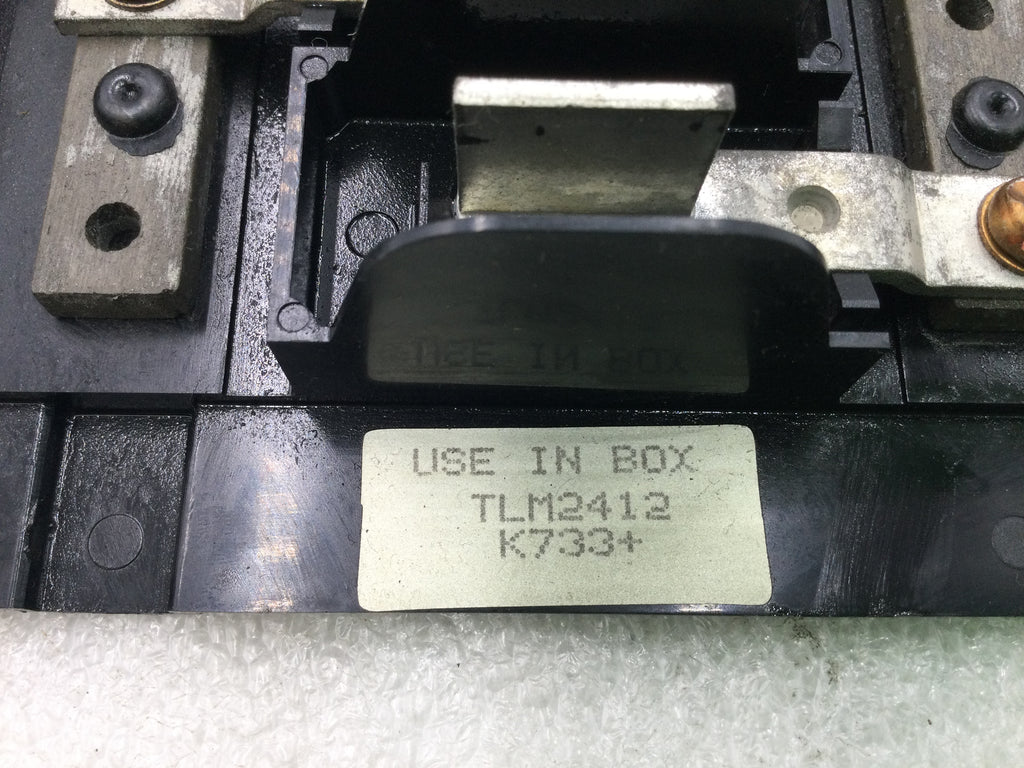 USE IN BOX
TLM2412
K733+